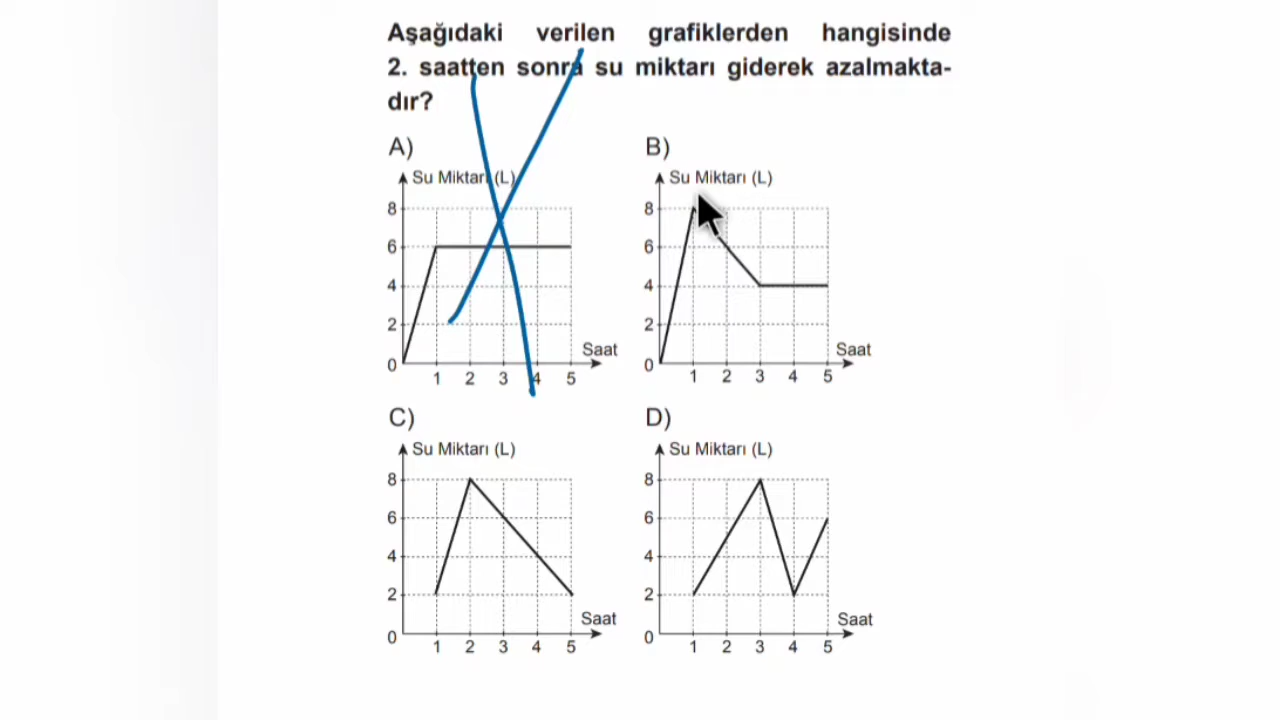 Aşağıdaki verilen grafiklerden hangisinde
2. saatten sonra su miktarı giderek azalmakta-
dır?
A)
Su Miktarı (L)
8
6
4
2
0
1 2 3 4 5
Saat
B)
Su Miktarı (L)
8
6
4
2
0
1 2 3 4 5
Saat
C)
Su Miktarı (L)
8
6
4
2
0
1 2 3 4 5
Saat
D)
Su Miktarı (L)
8
6
4
2
0
1 2 3 4 5
Saat